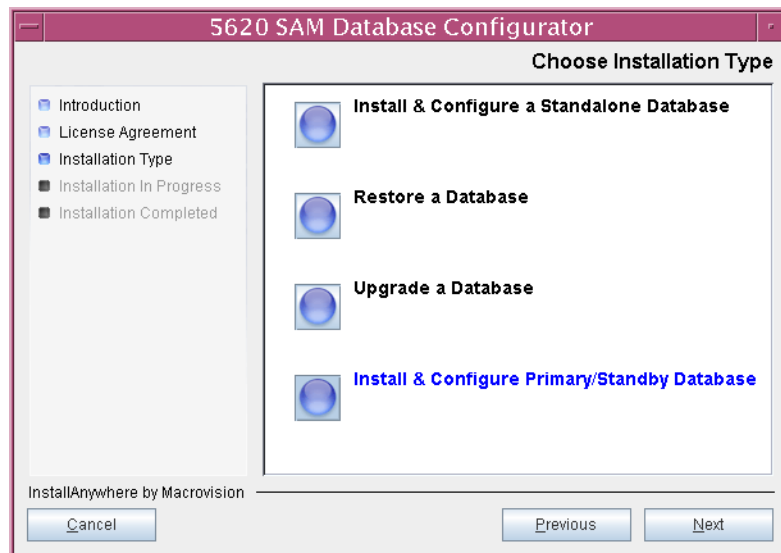 5620 SAM Database Configurator
Choose Installation Type
Introduction
License Agreement
Installation Type
Installation In Progress
Installation Completed
Install & Configure a Standalone Database
Restore a Database
Upgrade a Database
Install & Configure Primary/Standby Database
InstallAnywhere by Macrovision
Cancel
Previous
Next